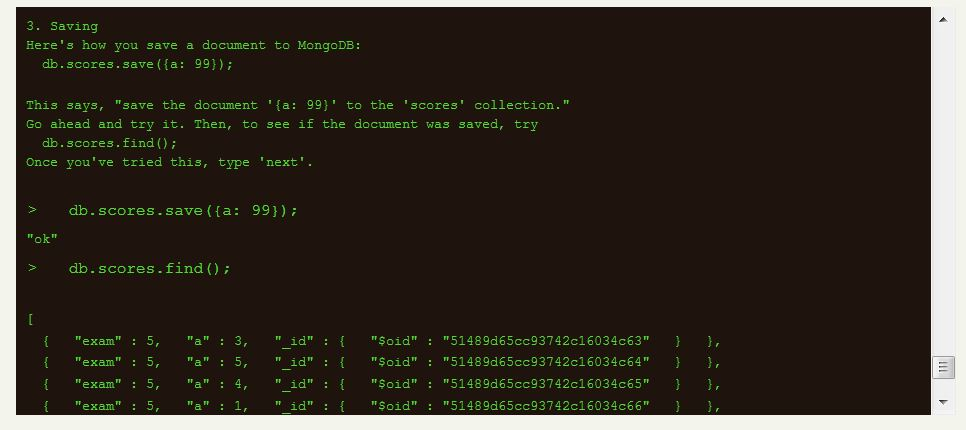 3. Saving
Here's how you save a document to MongoDB:
db.scores.save({a: 99});
This says, "save the document '{a: 99}' to the 'scores' collection."
Go ahead and try it. Then, to see if the document was saved, try
db.scores.find();
Once you've tried this, type 'next'.
> db.scores.save({a: 99});
"ok"
> db.scores.find();
[
{ "exam" : 5, "a" : 3, "_id" : { "$oid" : "51489d65cc93742c16034c63" } },
{ "exam" : 5, "a" : 5, "_id" : { "$oid" : "51489d65cc93742c16034c64" } },
{ "exam" : 5, "a" : 4, "_id" : { "$oid" : "51489d65cc93742c16034c65" } },
{ "exam" : 5, "a" : 1, "_id" : { "$oid" : "51489d65cc93742c16034c66" } },